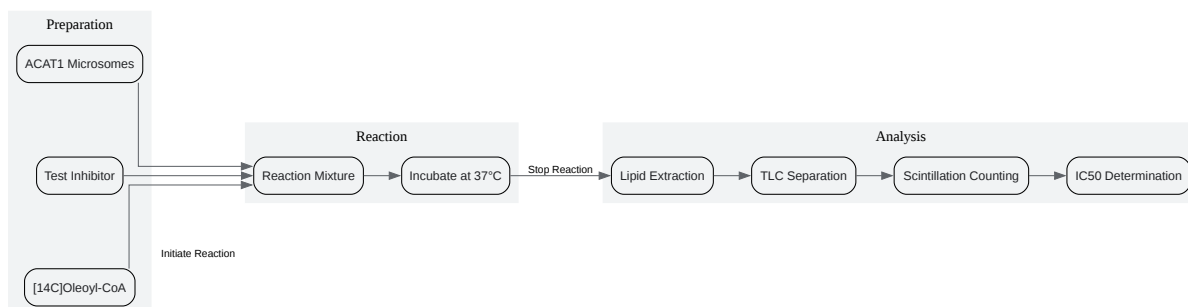 Preparation
ACAT1 Microsomes
Test Inhibitor
[14C]Oleoyl-CoA
Initiate Reaction
Reaction
Reaction Mixture
Incubate at 37°C
Stop Reaction
Analysis
Lipid Extraction
TLC Separation
Scintillation Counting
IC50 Determination